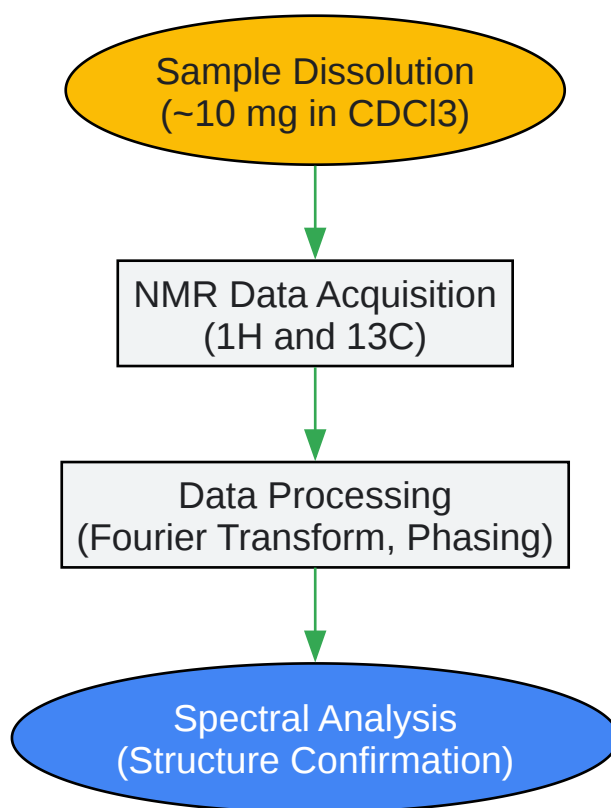 Sample Dissolution
(~10 mg in CDCl3)
NMR Data Acquisition
(1H and 13C)
Data Processing
(Fourier Transform, Phasing)
Spectral Analysis
(Structure Confirmation)